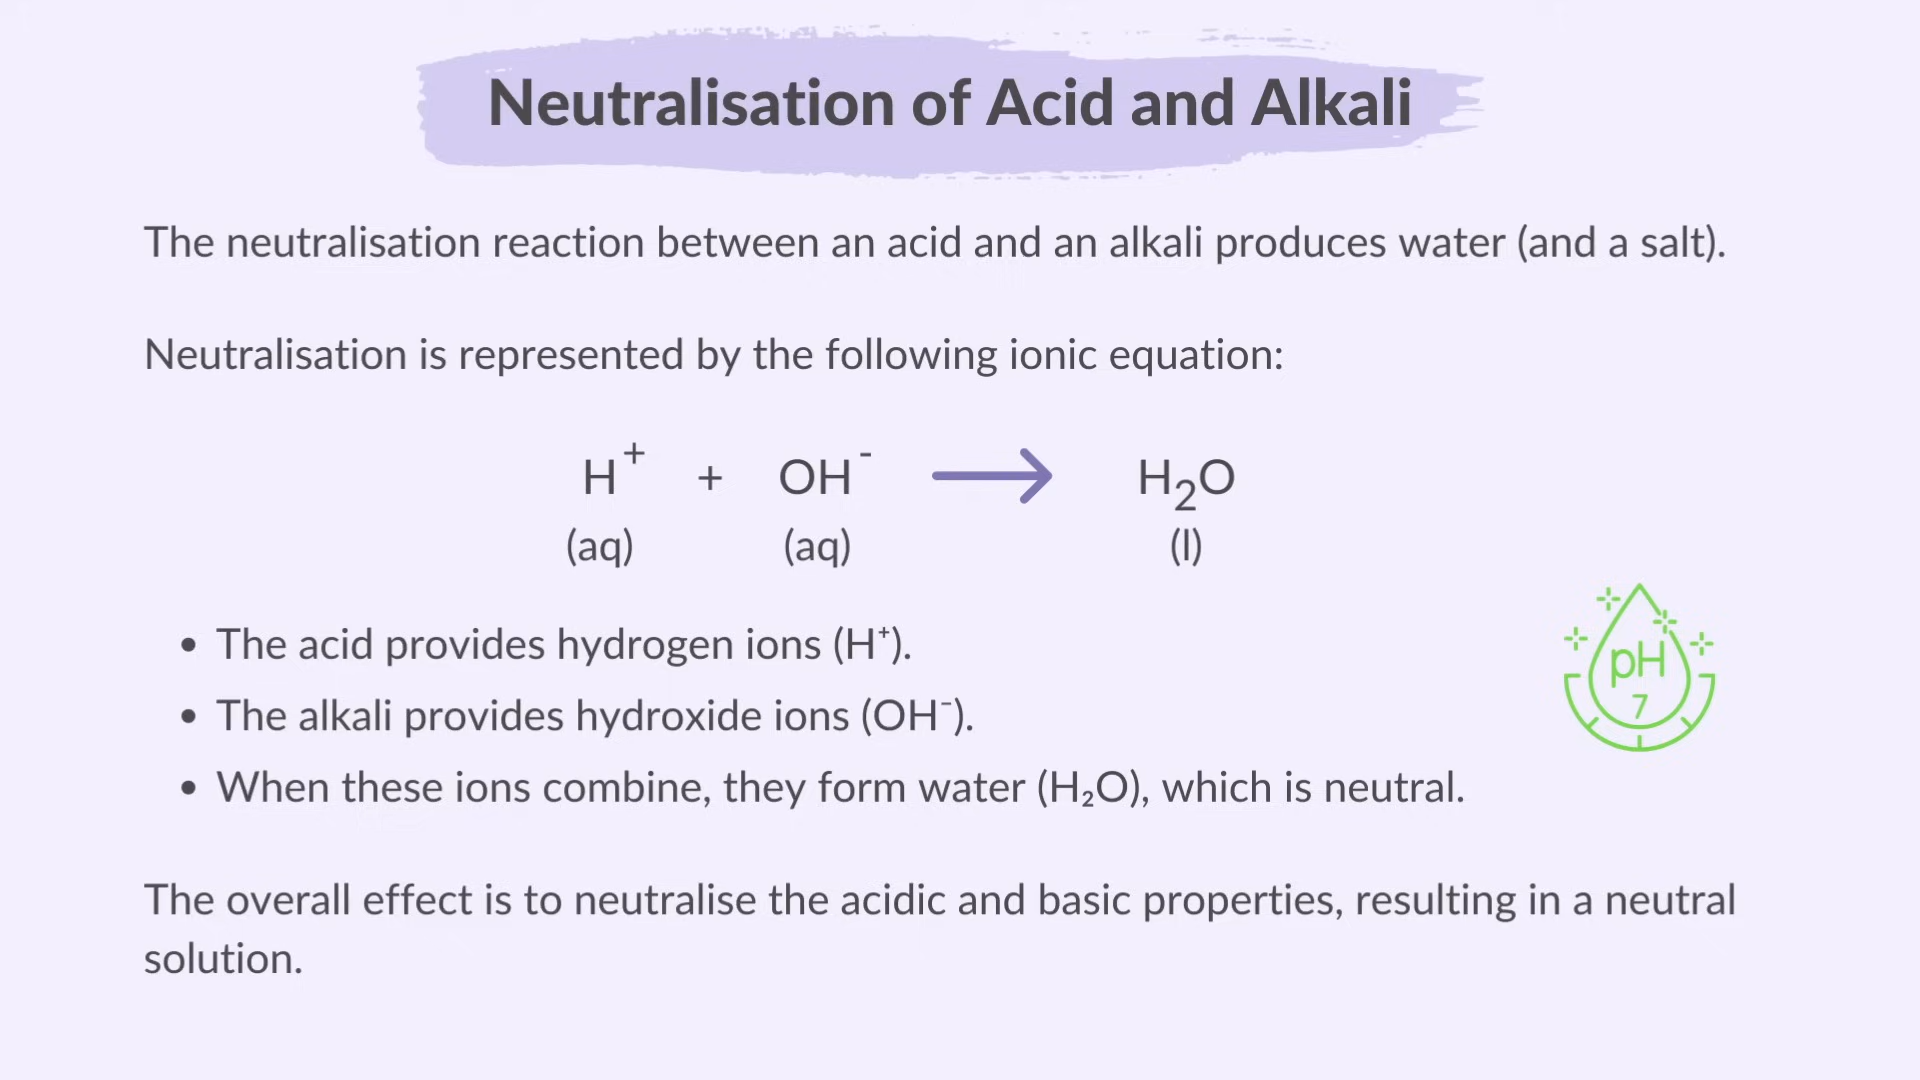 Neutralisation of Acid and Alkali
The neutralisation reaction between an acid and an alkali produces water (and a salt).
Neutralisation is represented by the following ionic equation:
H⁺ + OH⁻ → H₂O
(aq) (aq) (l)
• The acid provides hydrogen ions (H⁺).
• The alkali provides hydroxide ions (OH⁻).
• When these ions combine, they form water (H₂O), which is neutral.
pH
7
The overall effect is to neutralise the acidic and basic properties, resulting in a neutral
solution.